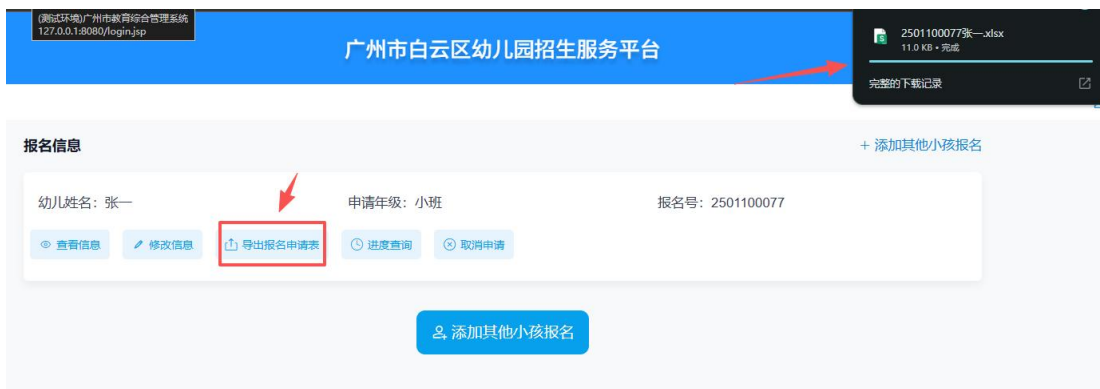 (测试环境)广州市教育综合管理系统
127.0.0.1:8080/login.jsp
广州市白云区幼儿园招生服务平台
2501100077张一.xlsx
11.0 KB • 完成
完整的下载记录
报名信息
+ 添加其他小孩报名
幼儿姓名：张一
申请年级：小班
报名号：2501100077
查看信息
修改信息
导出报名申请表
进度查询
取消申请
添加其他小孩报名